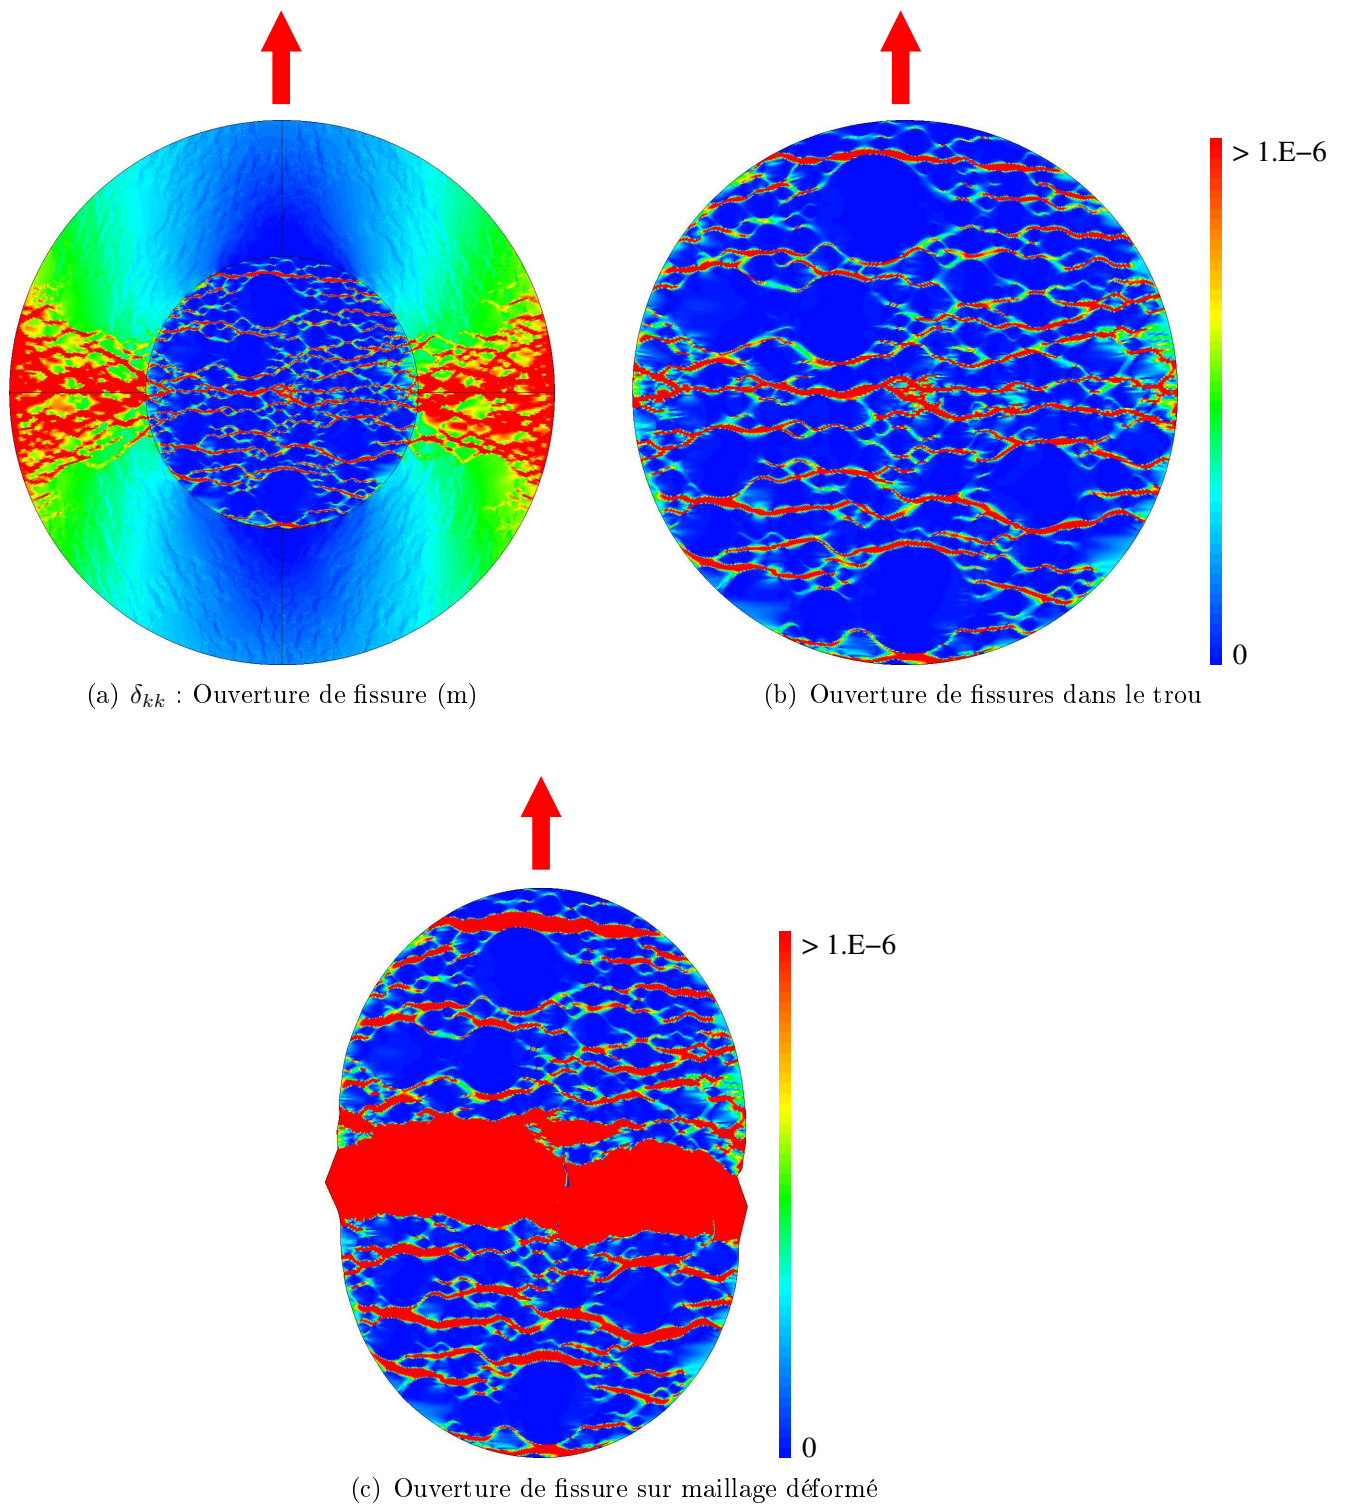 > 1.E−6
0
(a) δkk : Ouverture de fissure (m)
(b) Ouverture de fissures dans le trou
> 1.E−6
0
(c) Ouverture de fissure sur maillage déformé